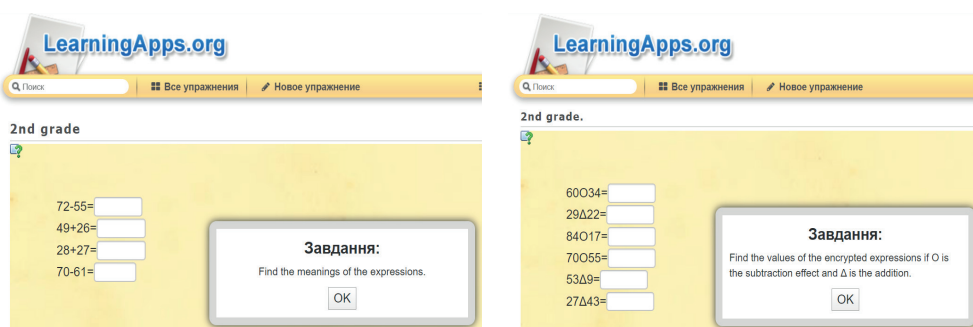 LearningApps.org
Поиск
Все упражнения
Новое упражнение
2nd grade
72-55=
49+26=
28+27=
70-61=
Завдання:
Find the meanings of the expressions.
OK
LearningApps.org
Поиск
Все упражнения
Новое упражнение
2nd grade.
60O34=
29Δ22=
84O17=
70O55=
53Δ9=
27Δ43=
Завдання:
Find the values of the encrypted expressions if O is
the subtraction effect and Δ is the addition.
OK